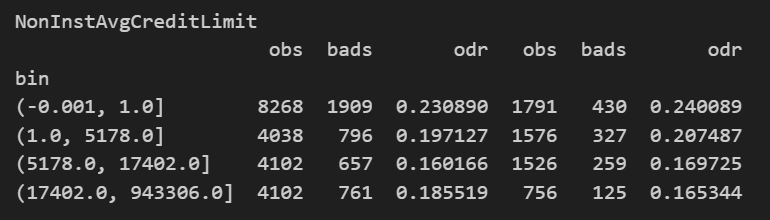 NonInstAvgCreditLimit
obs bads odr obs bads odr
bin
(-0.001, 1.0] 8268 1909 0.230890 1791 430 0.240089
(1.0, 5178.0] 4038 796 0.197127 1576 327 0.207487
(5178.0, 17402.0] 4102 657 0.160166 1526 259 0.169725
(17402.0, 943306.0] 4102 761 0.185519 756 125 0.165344